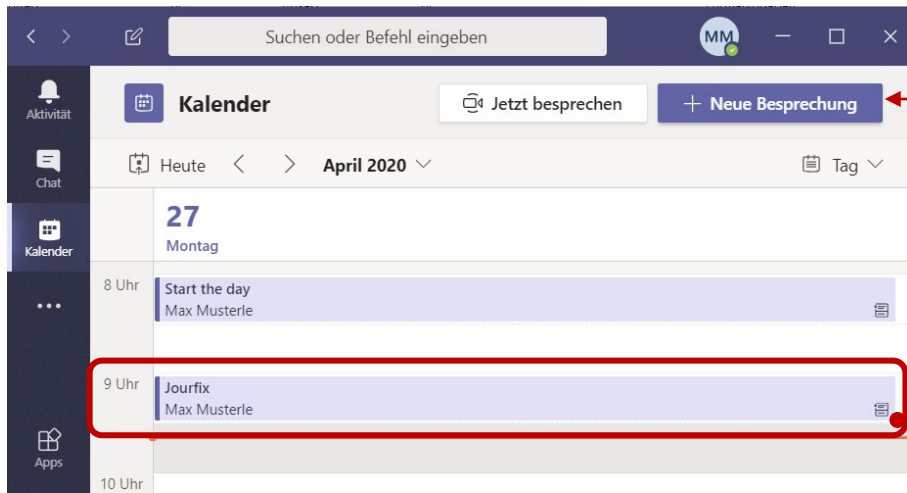 Suchen oder Befehl eingeben
MM
Aktivität
Kalender
Jetzt besprechen
+ Neue Besprechung
Chat
Heute
April 2020
Tag
Kalender
27
Montag
8 Uhr
Start the day
Max Musterle
9 Uhr
Jourfix
Max Musterle
Apps
10 Uhr